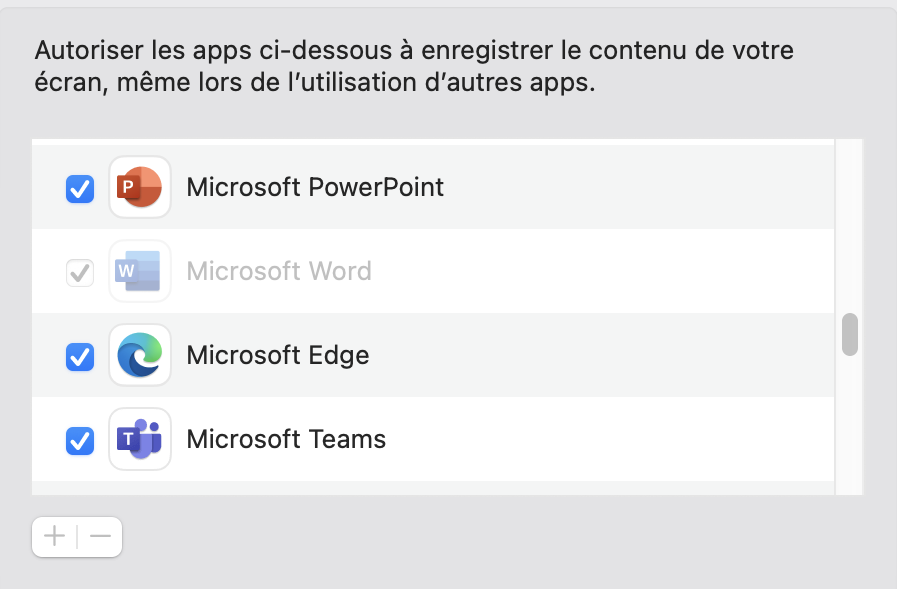 Autoriser les apps ci-dessous à enregistrer le contenu de votre
écran, même lors de l’utilisation d’autres apps.
P Microsoft PowerPoint
W Microsoft Word
Microsoft Edge
T Microsoft Teams